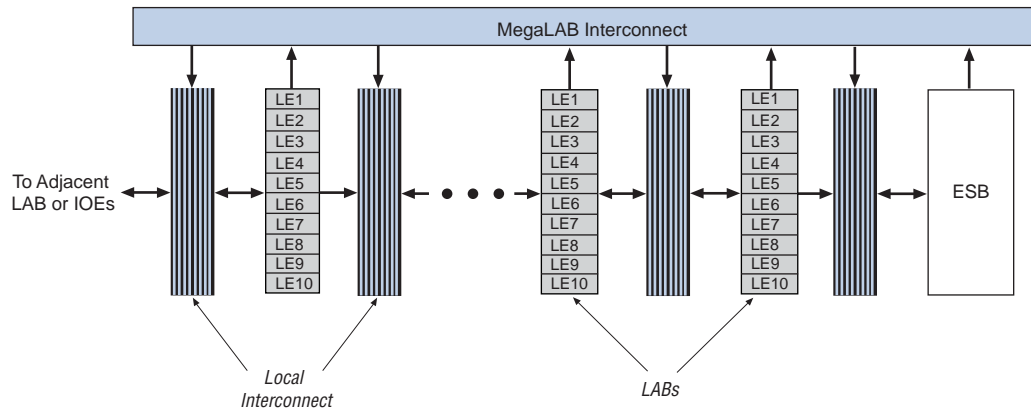 MegaLAB Interconnect
To Adjacent
LAB or IOEs
LE1
LE2
LE3
LE4
LE5
LE6
LE7
LE8
LE9
LE10
LE1
LE2
LE3
LE4
LE5
LE6
LE7
LE8
LE9
LE10
LE1
LE2
LE3
LE4
LE5
LE6
LE7
LE8
LE9
LE10
ESB
Local
Interconnect
LABs